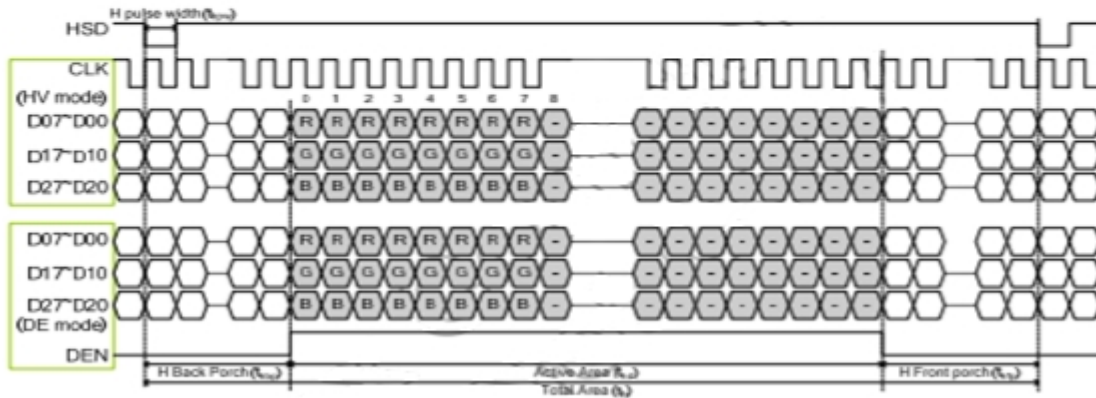 H pulse width
HSD
CLK
(HV mode)
0 1 2 3 4 5 6 7 8
D07~D00 R R R R R R R R - - - - - - - - -
D17~D10 G G G G G G G G - - - - - - - - -
D27~D20 B B B B B B B B - - - - - - - - -
D07~D00 R R R R R R R R - - - - - - - - -
D17~D10 G G G G G G G G - - - - - - - - -
D27~D20 B B B B B B B B - - - - - - - - -
(DE mode)
DEN
H Back Porch Active Area H Front porch
Total Area